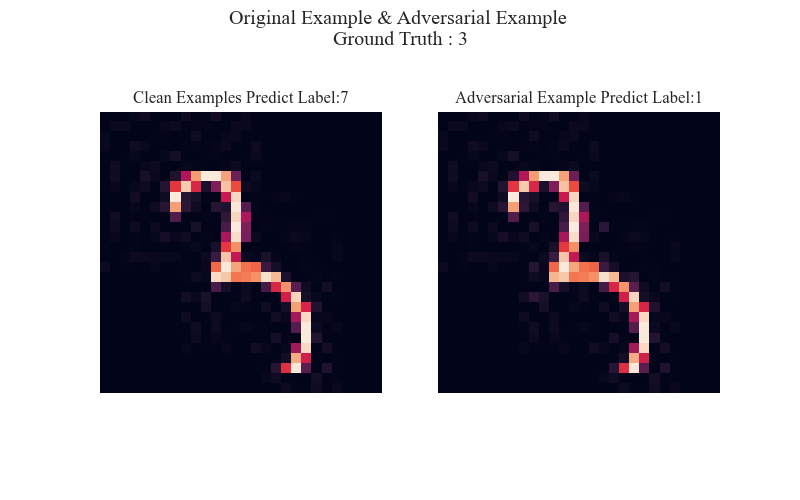 Original Example & Adversarial Example
Ground Truth : 3
Clean Examples Predict Label:7
Adversarial Example Predict Label:1